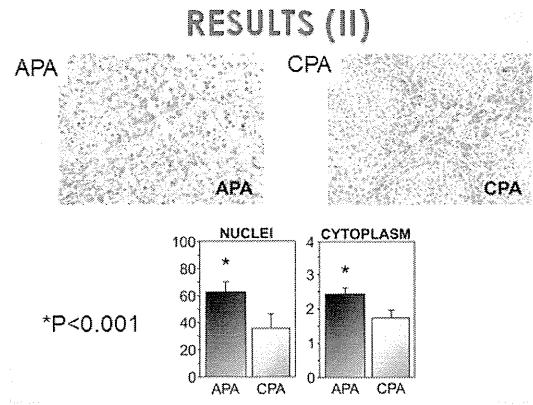 RESULTS (II)
APA
CPA
APA
CPA
NUCLEI
CYTOPLASM
100
80
60
40
20
0
4
3
2
1
0
*
*
*P<0.001
APA
CPA
APA
CPA